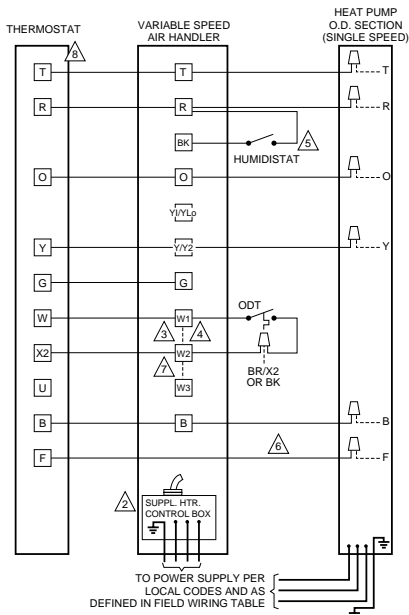 THERMOSTAT
VARIABLE SPEED
AIR HANDLER
HEAT PUMP
O.D. SECTION
(SINGLE SPEED)
8
T T T
R R R
BK
5
HUMIDISTAT
O O O
YI/YLo
Y Y/Y2 Y
G G
ODT
W W1
3 4
X2 W2
7
BR/X2
OR BK
U W3
B B B
6
F F
2
SUPPL. HTR.
CONTROL BOX
TO POWER SUPPLY PER
LOCAL CODES AND AS
DEFINED IN FIELD WIRING TABLE